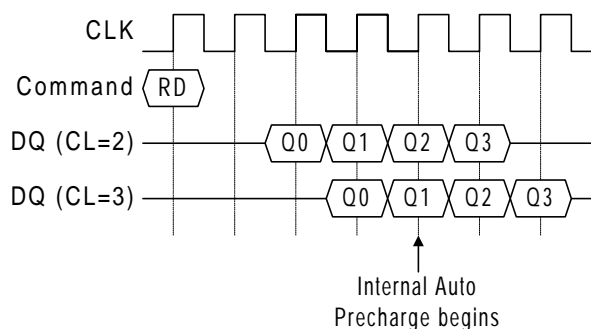 CLK
Command RD
DQ (CL=2) Q0 Q1 Q2 Q3
DQ (CL=3) Q0 Q1 Q2 Q3
Internal Auto
Precharge begins